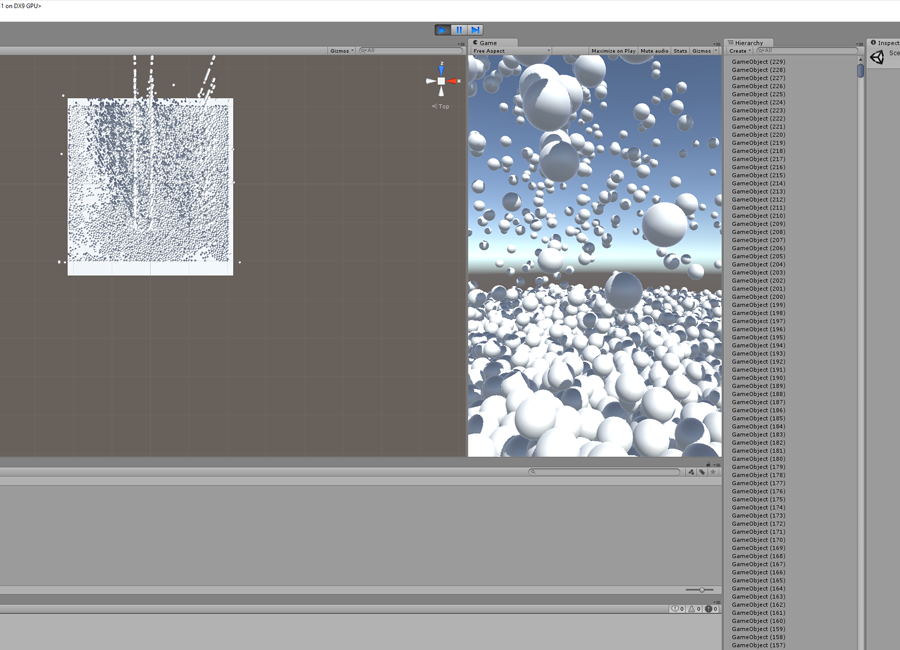 1 on DX9 GPU>
Gizmos
All
Top
Game
Free Aspect
Maximize on Play Mute audio Stats Gizmos
Hierarchy
Create
All
Inspect
Sce
GameObject (229)
GameObject (228)
GameObject (227)
GameObject (226)
GameObject (225)
GameObject (224)
GameObject (223)
GameObject (222)
GameObject (221)
GameObject (220)
GameObject (219)
GameObject (218)
GameObject (217)
GameObject (216)
GameObject (215)
GameObject (214)
GameObject (213)
GameObject (212)
GameObject (211)
GameObject (210)
GameObject (209)
GameObject (208)
GameObject (207)
GameObject (206)
GameObject (205)
GameObject (204)
GameObject (203)
GameObject (202)
GameObject (201)
GameObject (200)
GameObject (199)
GameObject (198)
GameObject (197)
GameObject (196)
GameObject (195)
GameObject (194)
GameObject (193)
GameObject (192)
GameObject (191)
GameObject (190)
GameObject (189)
GameObject (188)
GameObject (187)
GameObject (186)
GameObject (185)
GameObject (184)
GameObject (183)
GameObject (182)
GameObject (181)
GameObject (180)
GameObject (179)
GameObject (178)
GameObject (177)
GameObject (176)
GameObject (175)
GameObject (174)
GameObject (173)
GameObject (172)
GameObject (171)
GameObject (170)
GameObject (169)
GameObject (168)
GameObject (167)
GameObject (166)
GameObject (165)
GameObject (164)
GameObject (163)
GameObject (162)
GameObject (161)
GameObject (160)
GameObject (159)
GameObject (158)
GameObject (157)
0 0 0